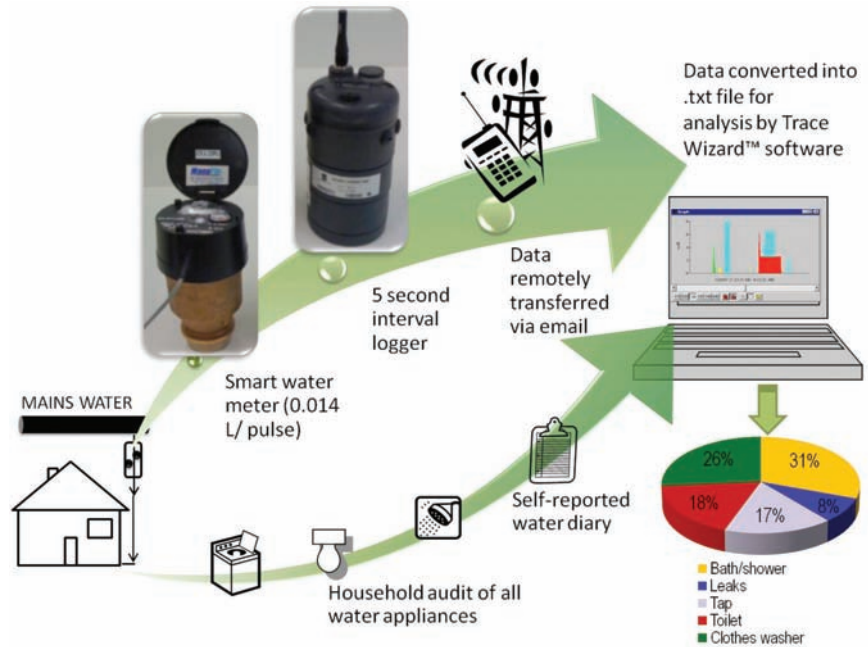 Data converted into
.txt file for
analysis by Trace
Wizard™ software
Data
remotely
transferred
via email
5 second
interval
logger
Smart water
meter (0.014
L/ pulse)
MAINS WATER
Self-reported
water diary
Household audit of all
water appliances
26%
31%
18%
17%
8%
Bath/shower
Leaks
Tap
Toilet
Clothes washer